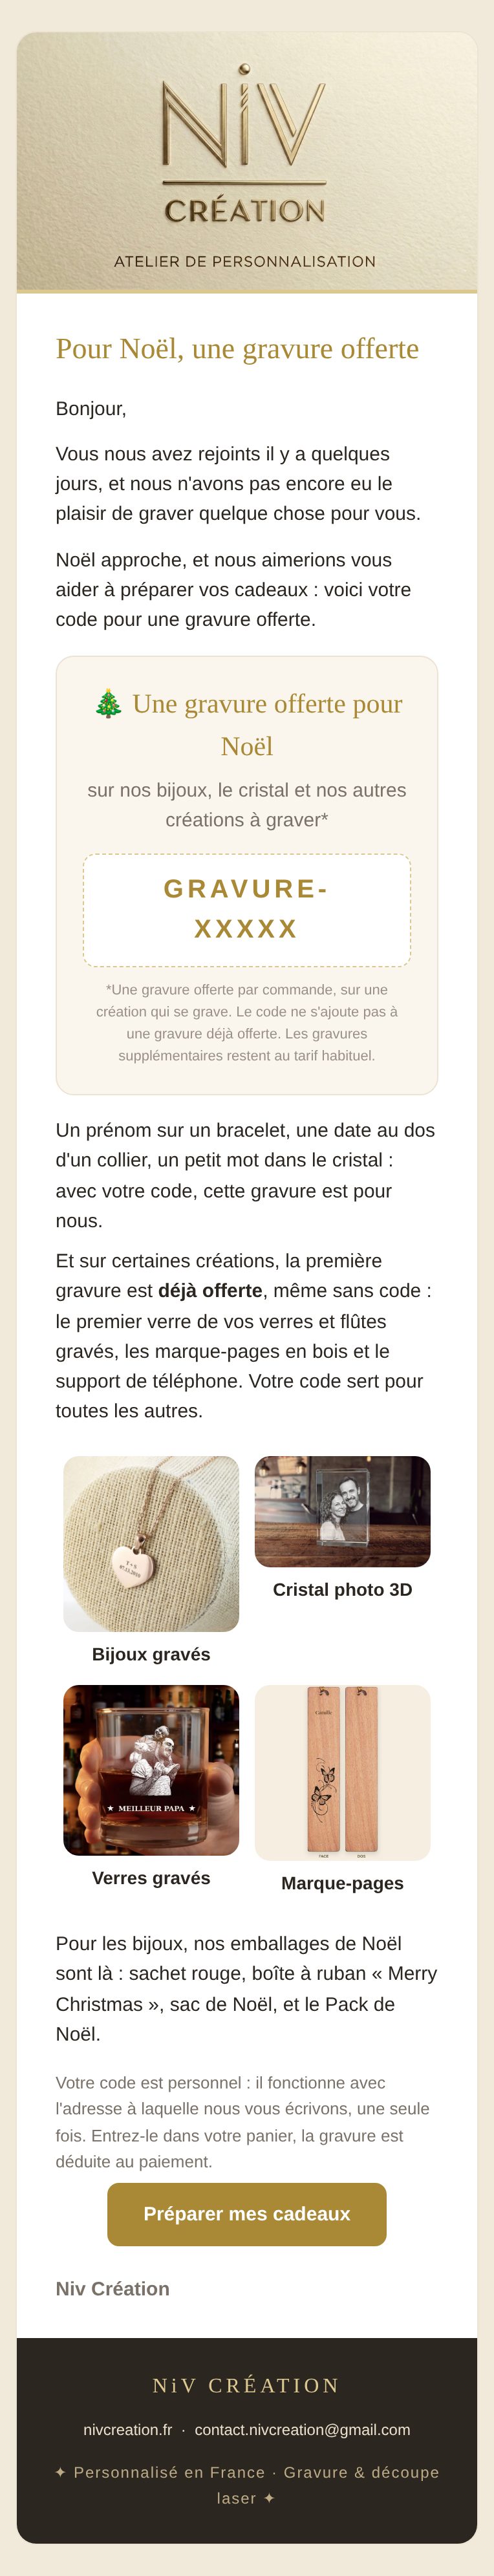 NiV
CRÉATION
ATELIER DE PERSONNALISATION
Pour Noël, une gravure offerte
Bonjour,
Vous nous avez rejoints il y a quelques
jours, et nous n'avons pas encore eu le
plaisir de graver quelque chose pour vous.
Noël approche, et nous aimerions vous
aider à préparer vos cadeaux : voici votre
code pour une gravure offerte.
🎄 Une gravure offerte pour
Noël
sur nos bijoux, le cristal et nos autres
créations à graver*
GRAVURE-
XXXXX
*Une gravure offerte par commande, sur une
création qui se grave. Le code ne s'ajoute pas à
une gravure déjà offerte. Les gravures
supplémentaires restent au tarif habituel.
Un prénom sur un bracelet, une date au dos
d'un collier, un petit mot dans le cristal :
avec votre code, cette gravure est pour
nous.
Et sur certaines créations, la première
gravure est déjà offerte, même sans code :
le premier verre de vos verres et flûtes
gravés, les marque-pages en bois et le
support de téléphone. Votre code sert pour
toutes les autres.
Bijoux gravés
Cristal photo 3D
★ MEILLEUR PAPA ★
Verres gravés
Camille
FACE
DOS
Marque-pages
Pour les bijoux, nos emballages de Noël
sont là : sachet rouge, boîte à ruban « Merry
Christmas », sac de Noël, et le Pack de
Noël.
Votre code est personnel : il fonctionne avec
l'adresse à laquelle nous vous écrivons, une seule
fois. Entrez-le dans votre panier, la gravure est
déduite au paiement.
Préparer mes cadeaux
Niv Création
NiV CRÉATION
nivcreation.fr · contact.nivcreation@gmail.com
✦ Personnalisé en France · Gravure & découpe
laser ✦